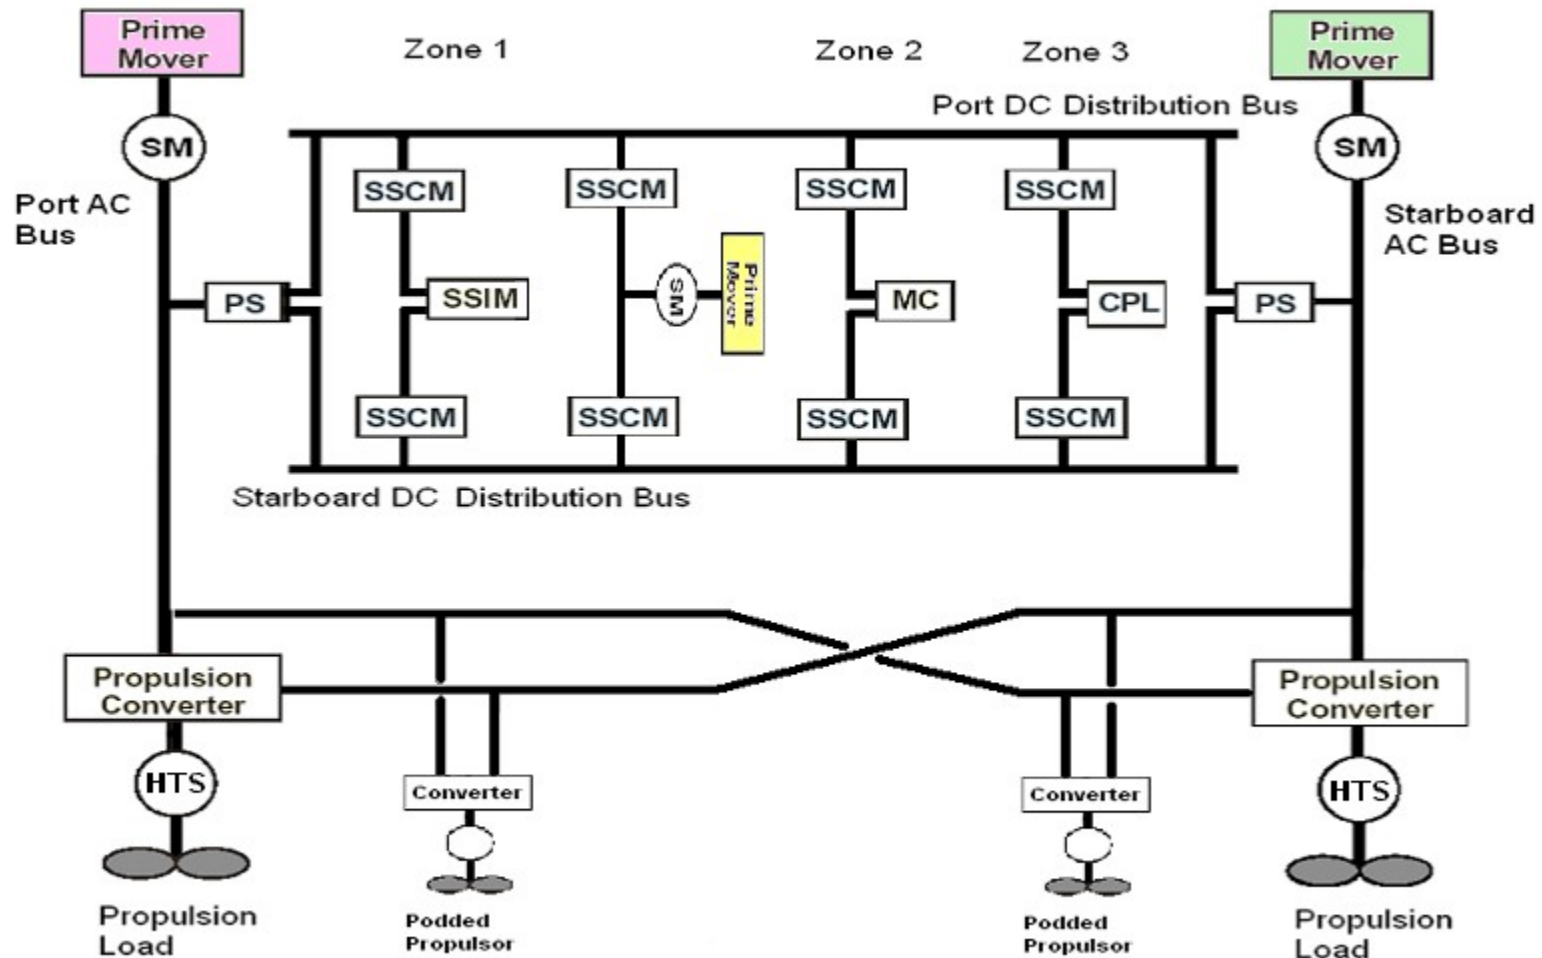 Prime
Mover
Zone 1
Zone 2
Zone 3
Prime
Mover
Port DC Distribution Bus
SM
SM
SSCM
SSCM
SSCM
SSCM
Port AC
Bus
Starboard
AC Bus
PS
SSIM
SM
Prime
Mover
MC
CPL
PS
SSCM
SSCM
SSCM
SSCM
Starboard DC Distribution Bus
Propulsion
Converter
Propulsion
Converter
HTS
Converter
Converter
HTS
Propulsion
Load
Podded
Propulsor
Podded
Propulsor
Propulsion
Load